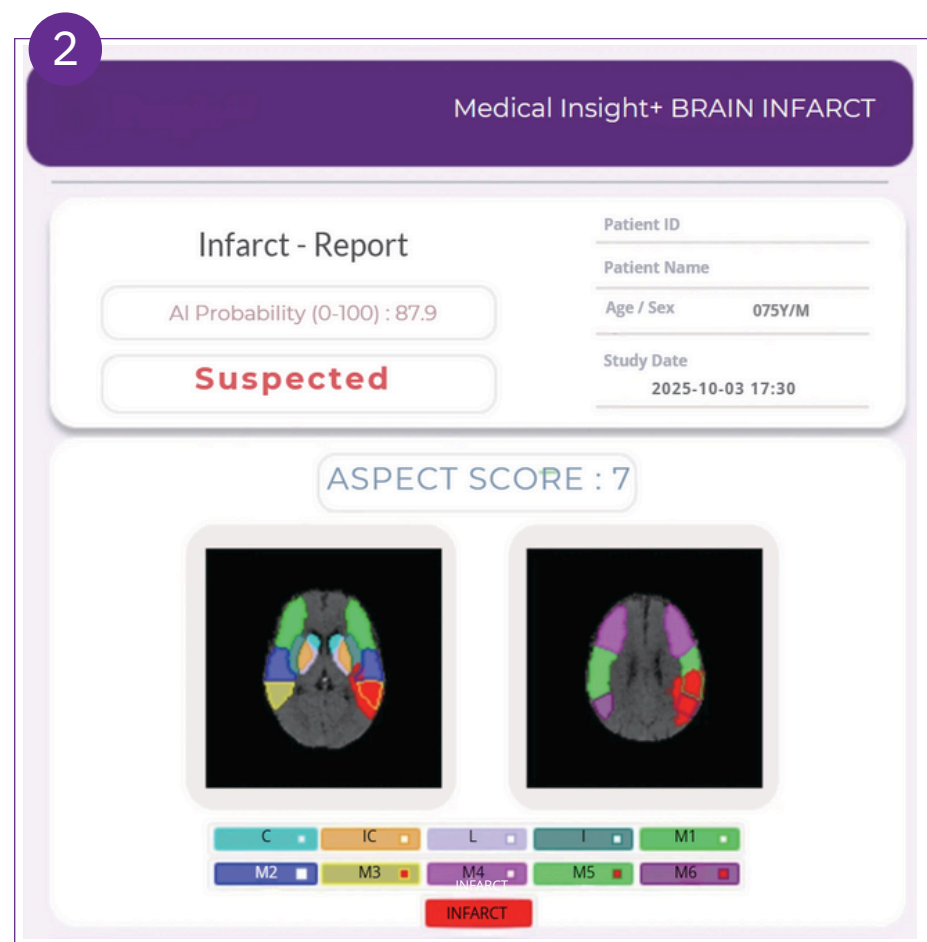 2
Medical Insight+ BRAIN INFARCT
Infarct - Report
AI Probability (0-100) : 87.9
Suspected
Patient ID
Patient Name
Age / Sex 075Y/M
Study Date
2025-10-03 17:30
ASPECT SCORE : 7
C IC L I M1
M2 M3 M4 M5 M6
INFARCT
INFARCT